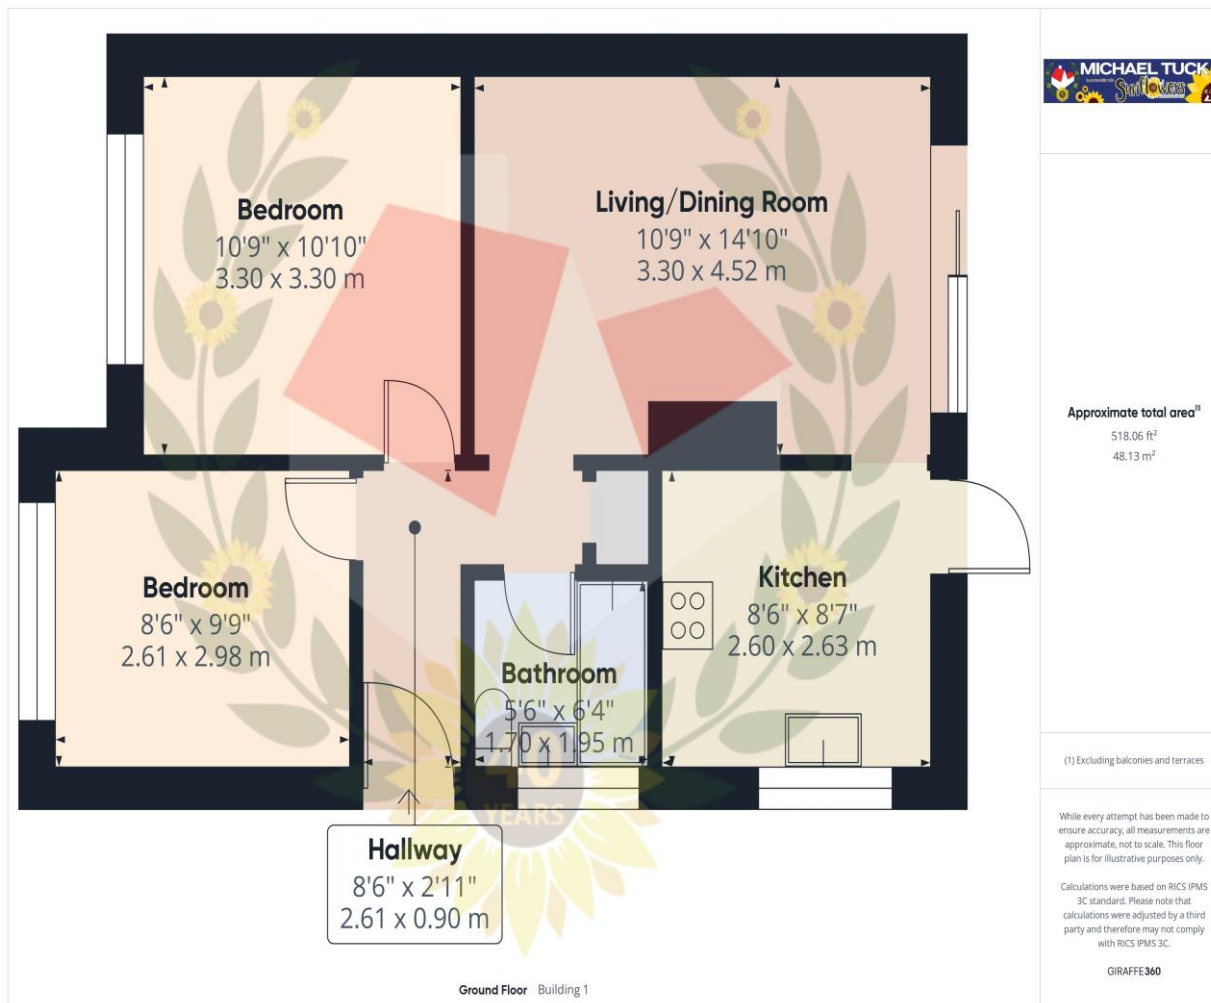 MICHAEL TUCK
Sunflowers
Bedroom
10'9" x 10'10"
3.30 x 3.30 m
Living/Dining Room
10'9" x 14'10"
3.30 x 4.52 m
Bedroom
8'6" x 9'9"
2.61 x 2.98 m
Kitchen
8'6" x 8'7"
2.60 x 2.63 m
Bathroom
5'6" x 6'4"
1.70 x 1.95 m
40
YEARS
Hallway
8'6" x 2'11"
2.61 x 0.90 m
Ground Floor Building 1
Approximate total area⁽¹⁾
518.06 ft²
48.13 m²
(1) Excluding balconies and terraces
While every attempt has been made to
ensure accuracy, all measurements are
approximate, not to scale. This floor
plan is for illustrative purposes only.
Calculations were based on RICS IPMS
3C standard. Please note that
calculations were adjusted by a third
party and therefore may not comply
with RICS IPMS 3C.
GIRAFFE360